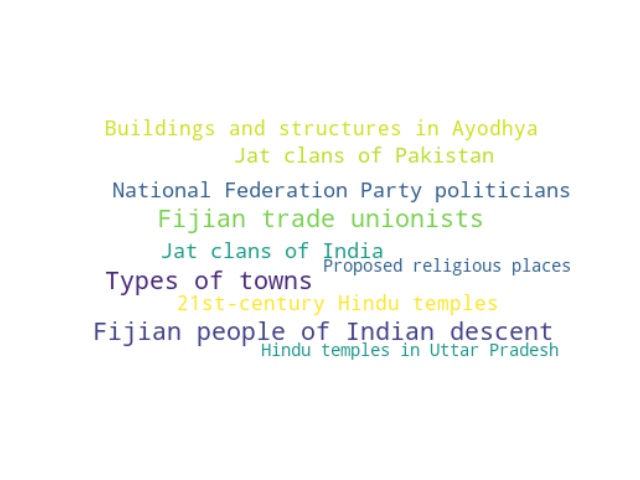 Buildings and structures in Ayodhya
Jat clans of Pakistan
National Federation Party politicians
Fijian trade unionists
Jat clans of India
Proposed religious places
Types of towns
21st-century Hindu temples
Fijian people of Indian descent
Hindu temples in Uttar Pradesh